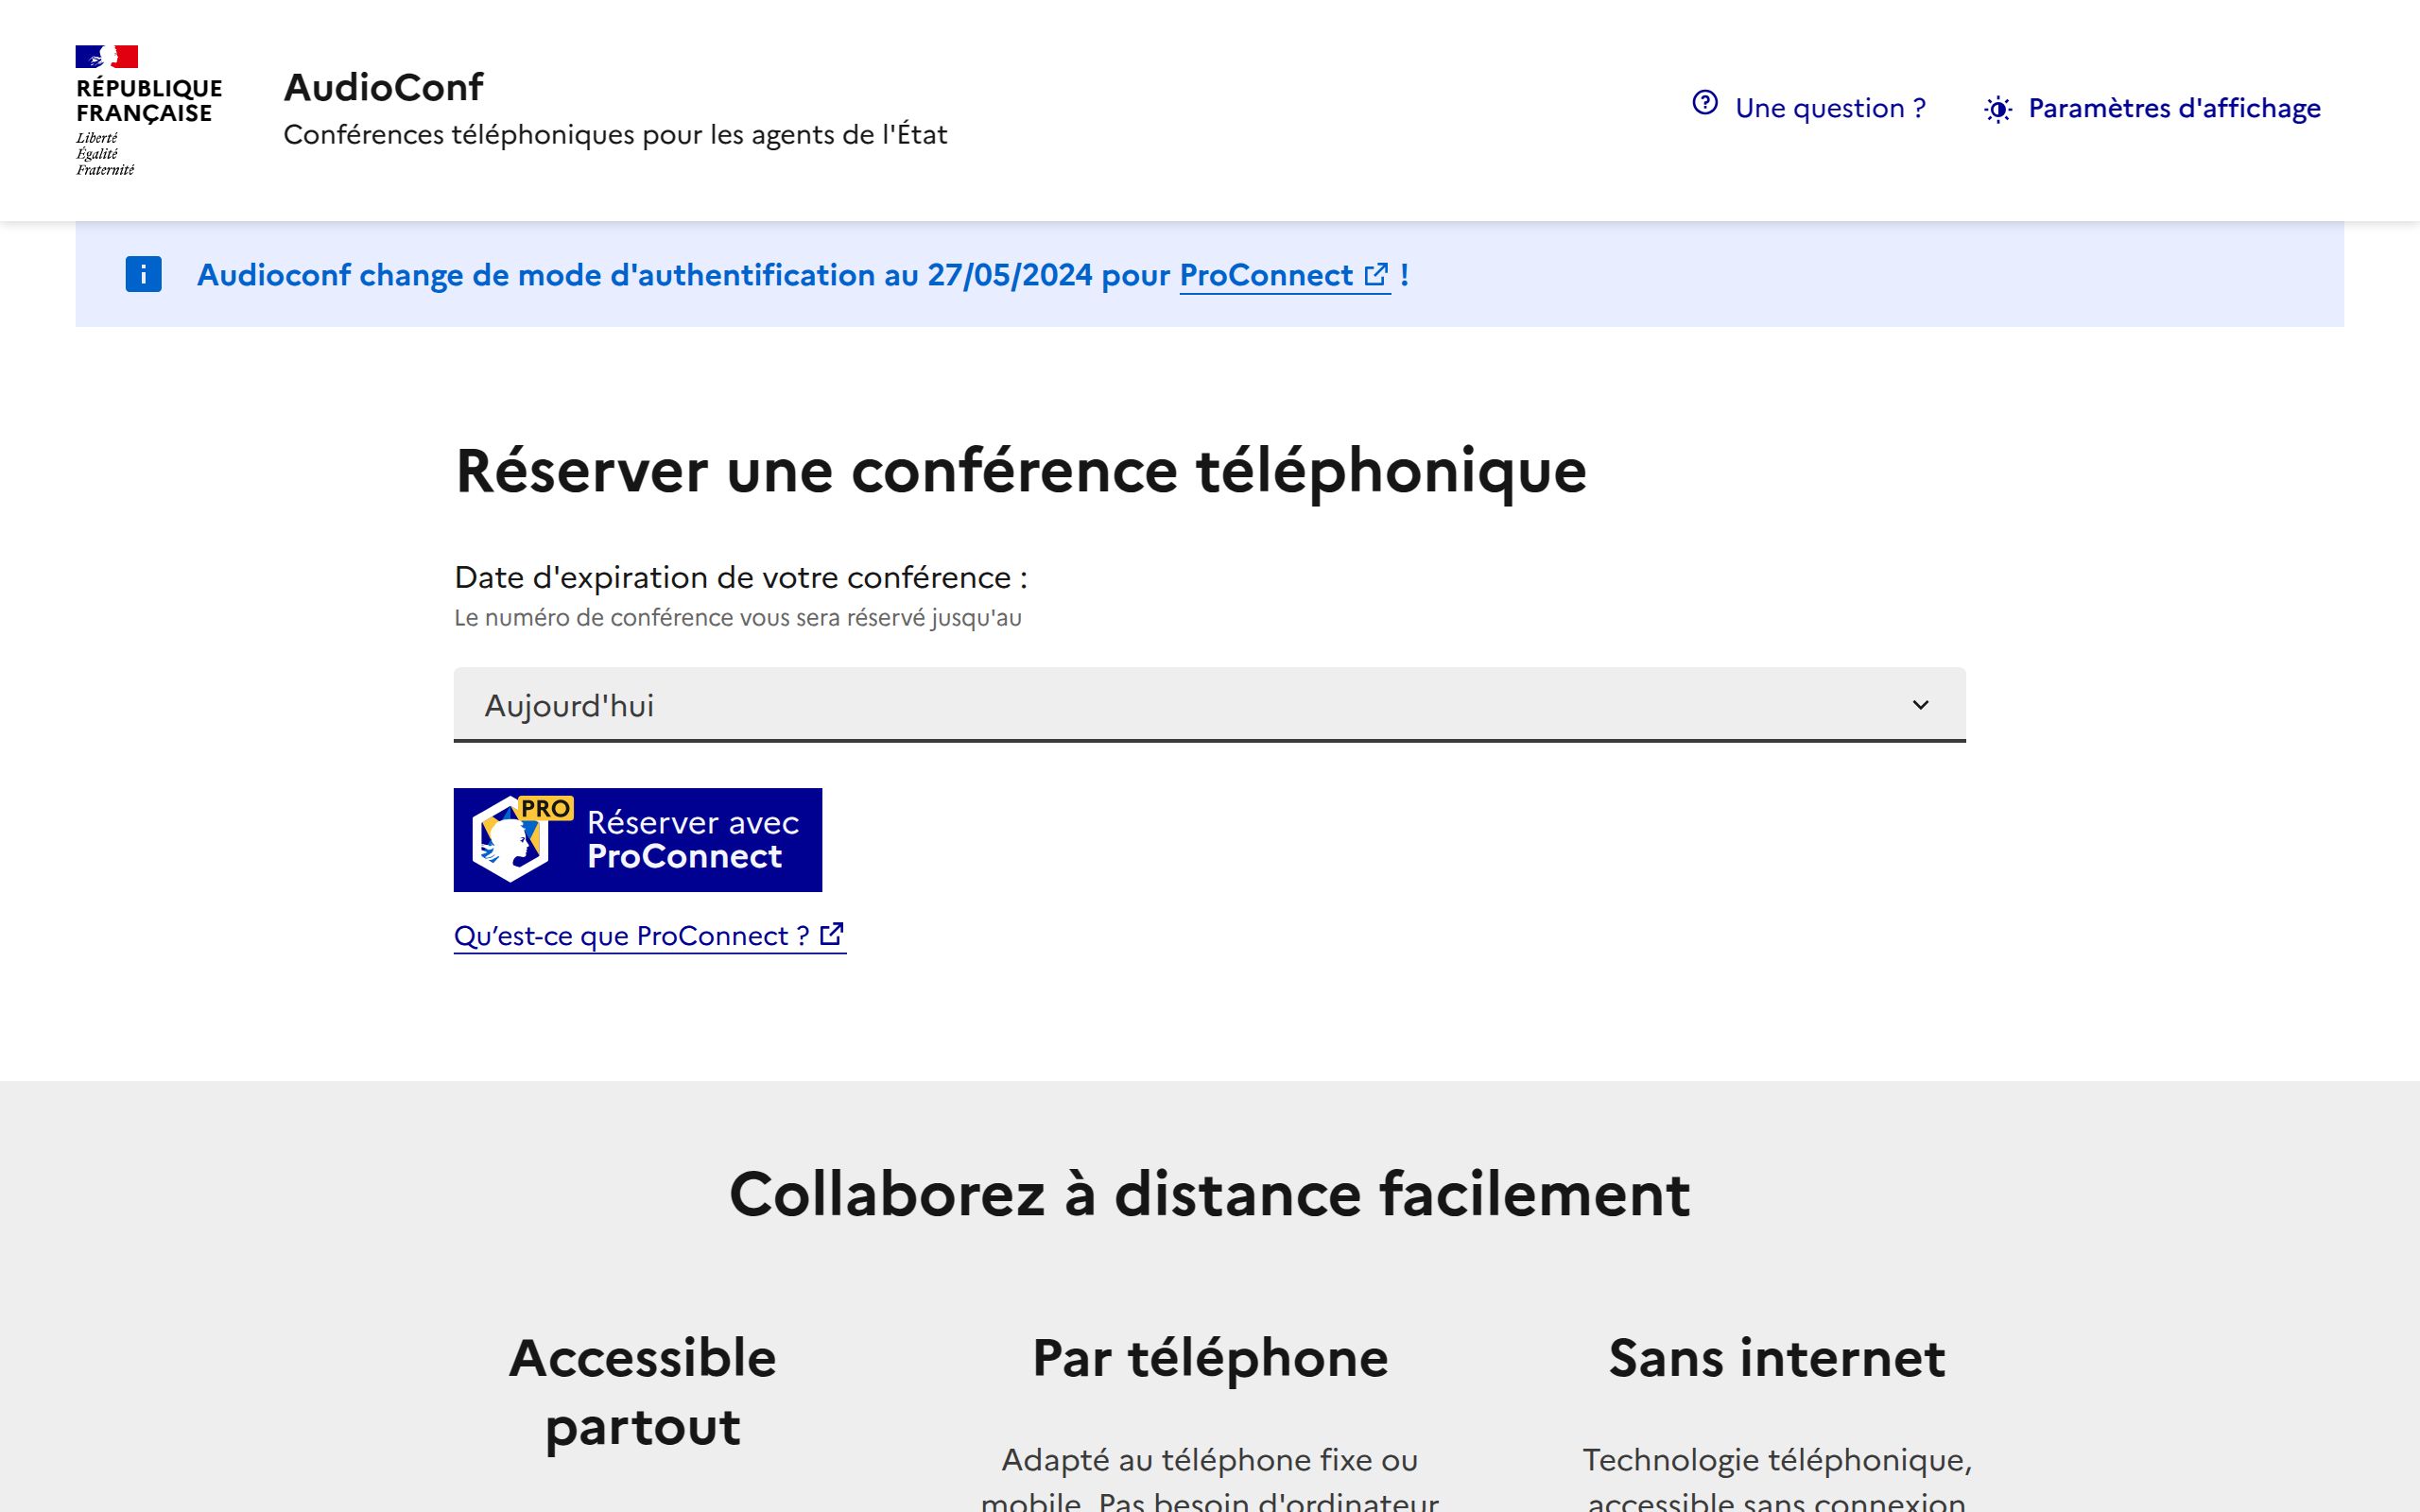 RÉPUBLIQUE
FRANÇAISE
Liberté
Égalité
Fraternité
AudioConf
Conférences téléphoniques pour les agents de l'État
Une question ?
Paramètres d'affichage
Audioconf change de mode d'authentification au 27/05/2024 pour ProConnect !
Réserver une conférence téléphonique
Date d'expiration de votre conférence :
Le numéro de conférence vous sera réservé jusqu'au
Aujourd'hui
PRO
Réserver avec
ProConnect
Qu’est-ce que ProConnect ?
Collaborez à distance facilement
Accessible
partout
Par téléphone
Adapté au téléphone fixe ou
mobile. Pas besoin d'ordinateur
Sans internet
Technologie téléphonique,
accessible sans connexion